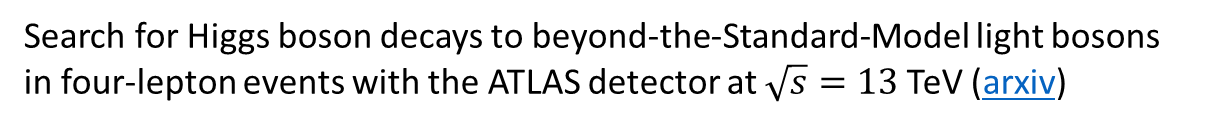 Search for Higgs boson decays to beyond-the-Standard-Model light bosons
in four-lepton events with the ATLAS detector at √s = 13 TeV (arxiv)